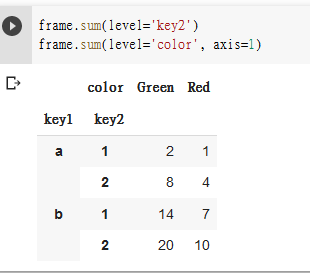 frame.sum(level='key2')
frame.sum(level='color', axis=1)
color Green Red
key1 key2
a 1 2 1
2 8 4
b 1 14 7
2 20 10